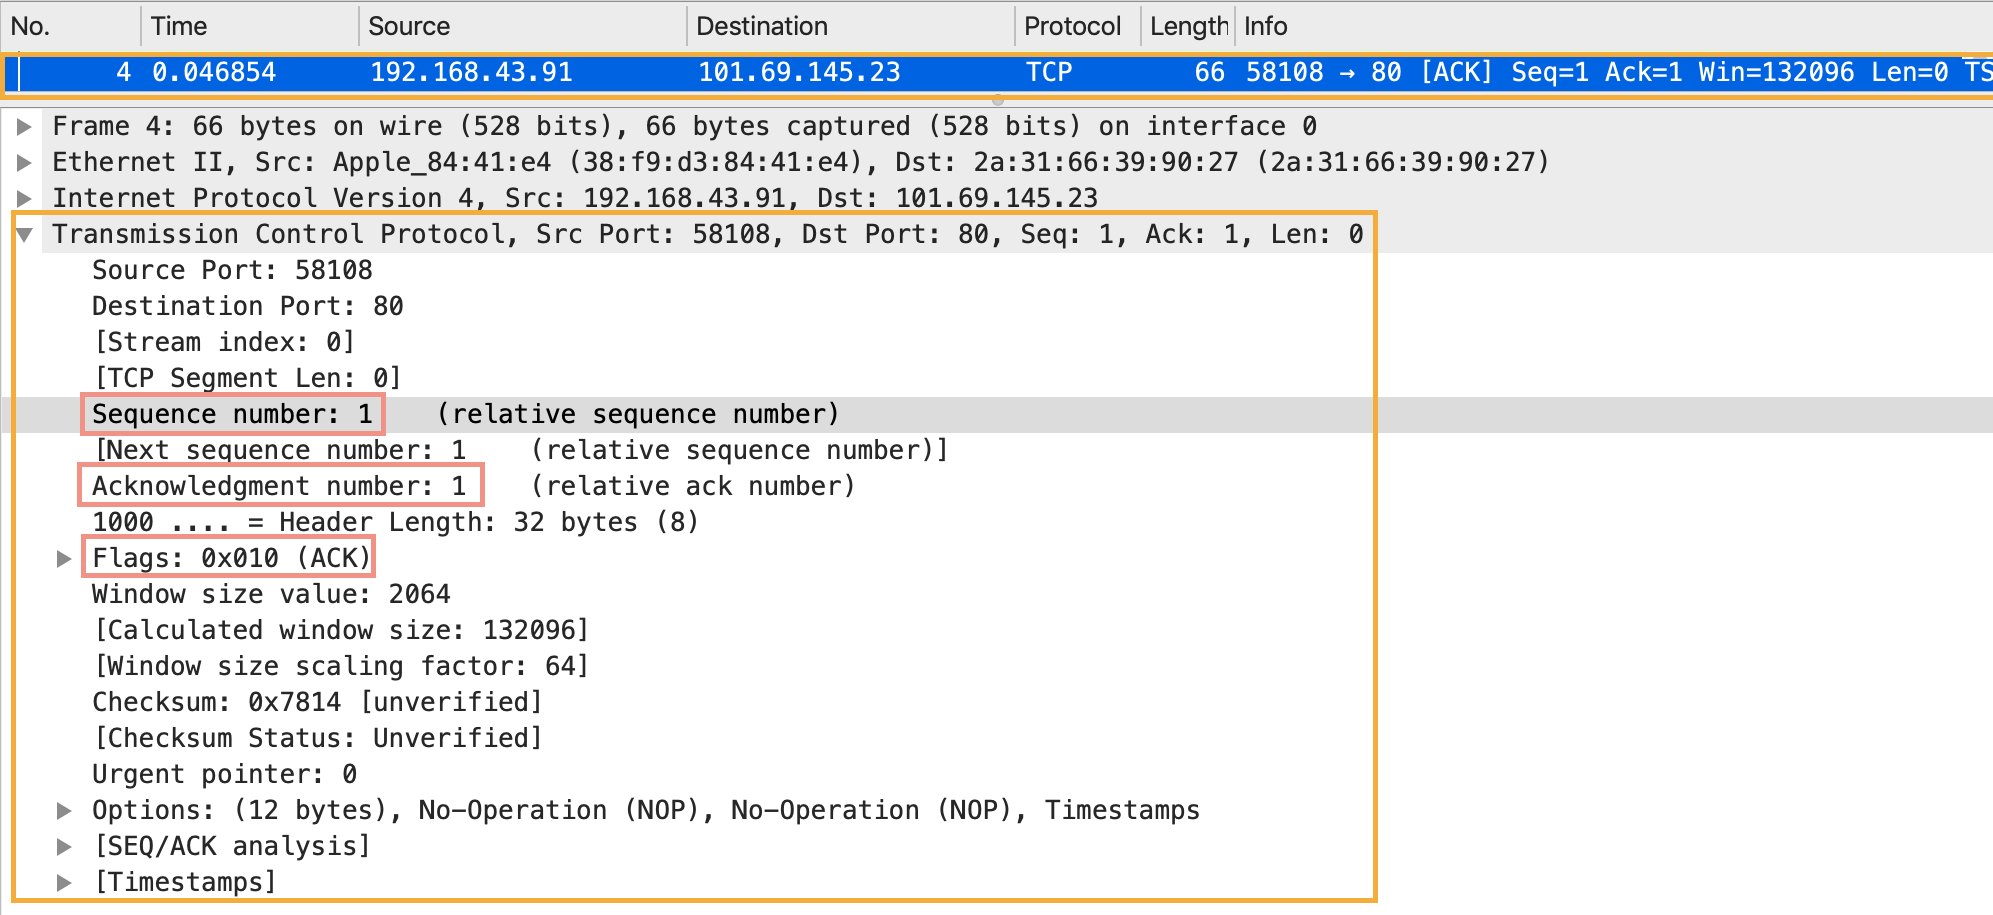 No. Time Source Destination Protocol Length Info
4 0.046854 192.168.43.91 101.69.145.23 TCP 66 58108 → 80 [ACK] Seq=1 Ack=1 Win=132096 Len=0 TS
Frame 4: 66 bytes on wire (528 bits), 66 bytes captured (528 bits) on interface 0
Ethernet II, Src: Apple_84:41:e4 (38:f9:d3:84:41:e4), Dst: 2a:31:66:39:90:27 (2a:31:66:39:90:27)
Internet Protocol Version 4, Src: 192.168.43.91, Dst: 101.69.145.23
Transmission Control Protocol, Src Port: 58108, Dst Port: 80, Seq: 1, Ack: 1, Len: 0
Source Port: 58108
Destination Port: 80
[Stream index: 0]
[TCP Segment Len: 0]
Sequence number: 1 (relative sequence number)
[Next sequence number: 1 (relative sequence number)]
Acknowledgment number: 1 (relative ack number)
1000 .... = Header Length: 32 bytes (8)
Flags: 0x010 (ACK)
Window size value: 2064
[Calculated window size: 132096]
[Window size scaling factor: 64]
Checksum: 0x7814 [unverified]
[Checksum Status: Unverified]
Urgent pointer: 0
Options: (12 bytes), No-Operation (NOP), No-Operation (NOP), Timestamps
[SEQ/ACK analysis]
[Timestamps]